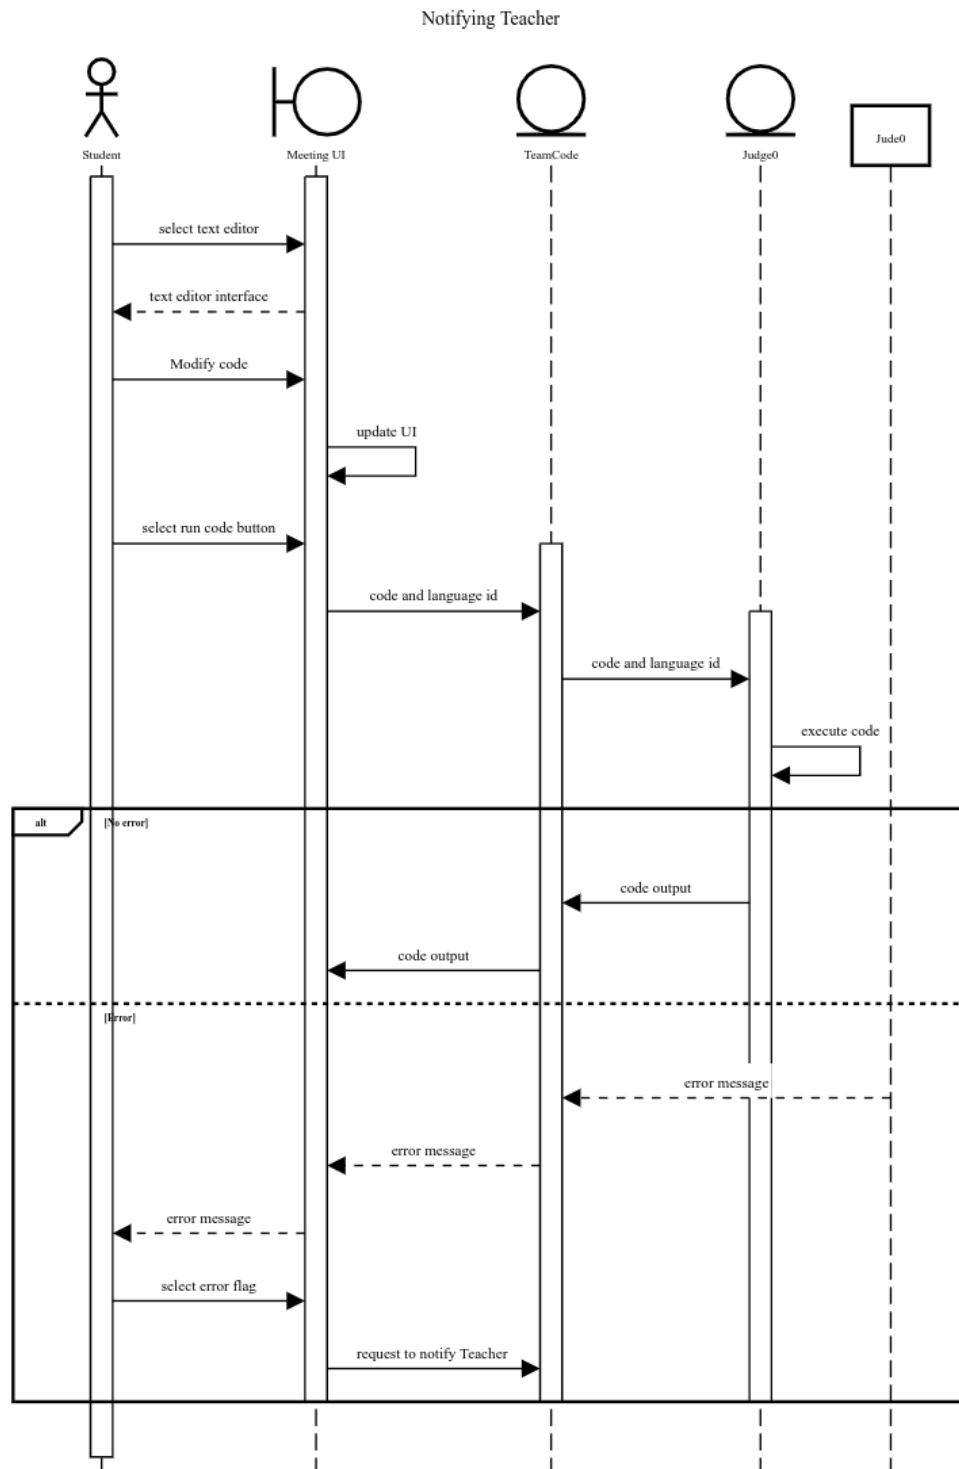 Notifying Teacher
Student
Meeting UI
TeamCode
Judge0
Jude0
select text editor
text editor interface
Modify code
update UI
select run code button
code and language id
code and language id
execute code
alt
[No error]
code output
code output
[Error]
error message
error message
error message
select error flag
request to notify Teacher